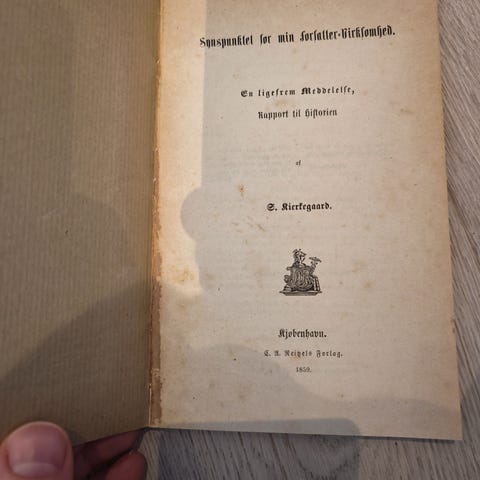 Synspunktet for min Forfatter-Virksomhed.
En ligefrem Meddelelse,
Rapport til Historien
af
S. Kierkegaard.
Kjøbenhavn.
C. A. Reitzels Forlag.
1859.